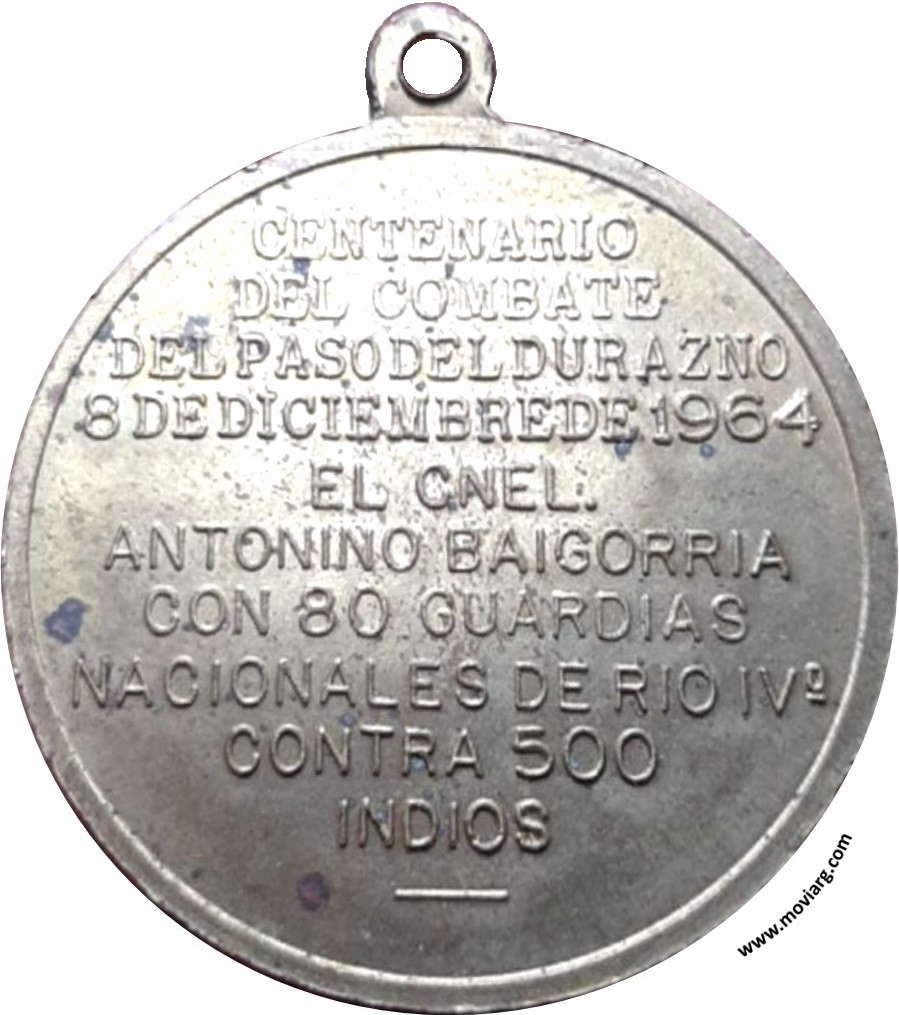 CENTENARIO
DEL COMBATE
DEL PASO DEL DURAZNO
8 DE DICIEMBRE DE 1964
EL CNEL.
ANTONINO BAIGORRIA
CON 80 GUARDIAS
NACIONALES DE RIO IVº
CONTRA 500
INDIOS
www.moviarg.com